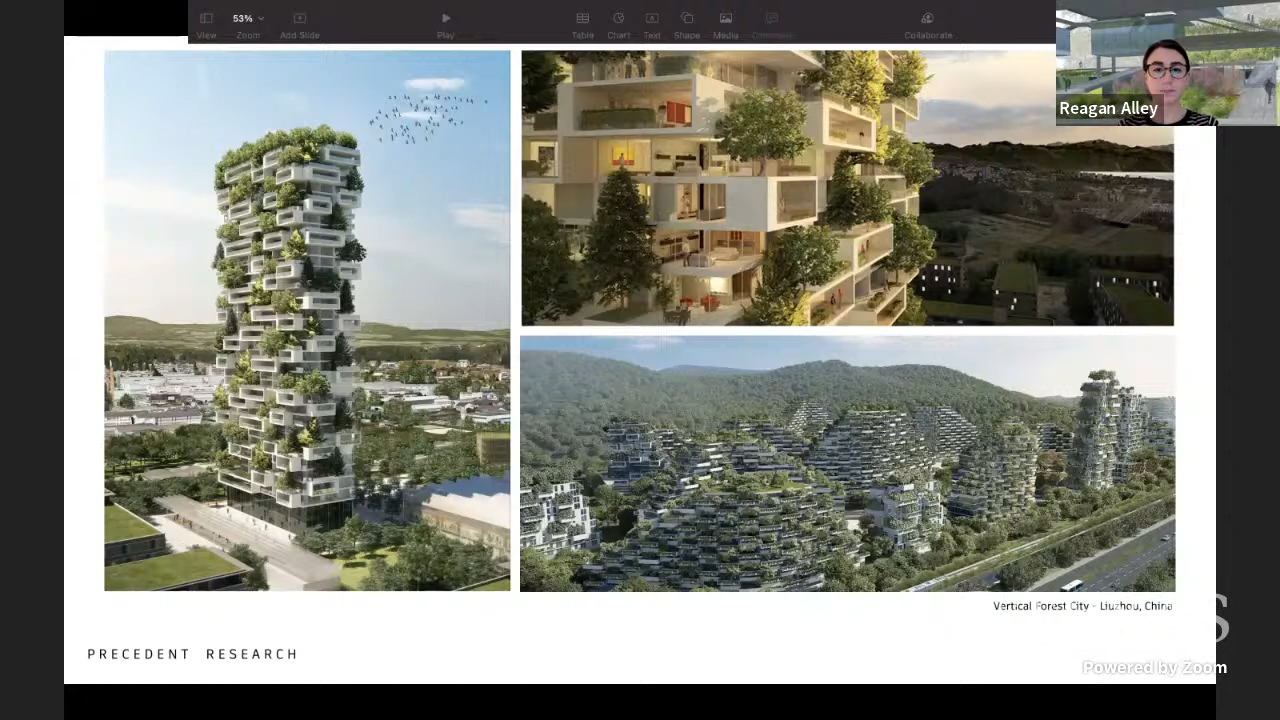 53%
View Zoom Add Slide Play Table Chart Text Shape Media Comment Collaborate
Reagan Alley
Vertical Forest City - Liuzhou, China
S
PRECEDENT RESEARCH
Powered by Zoom